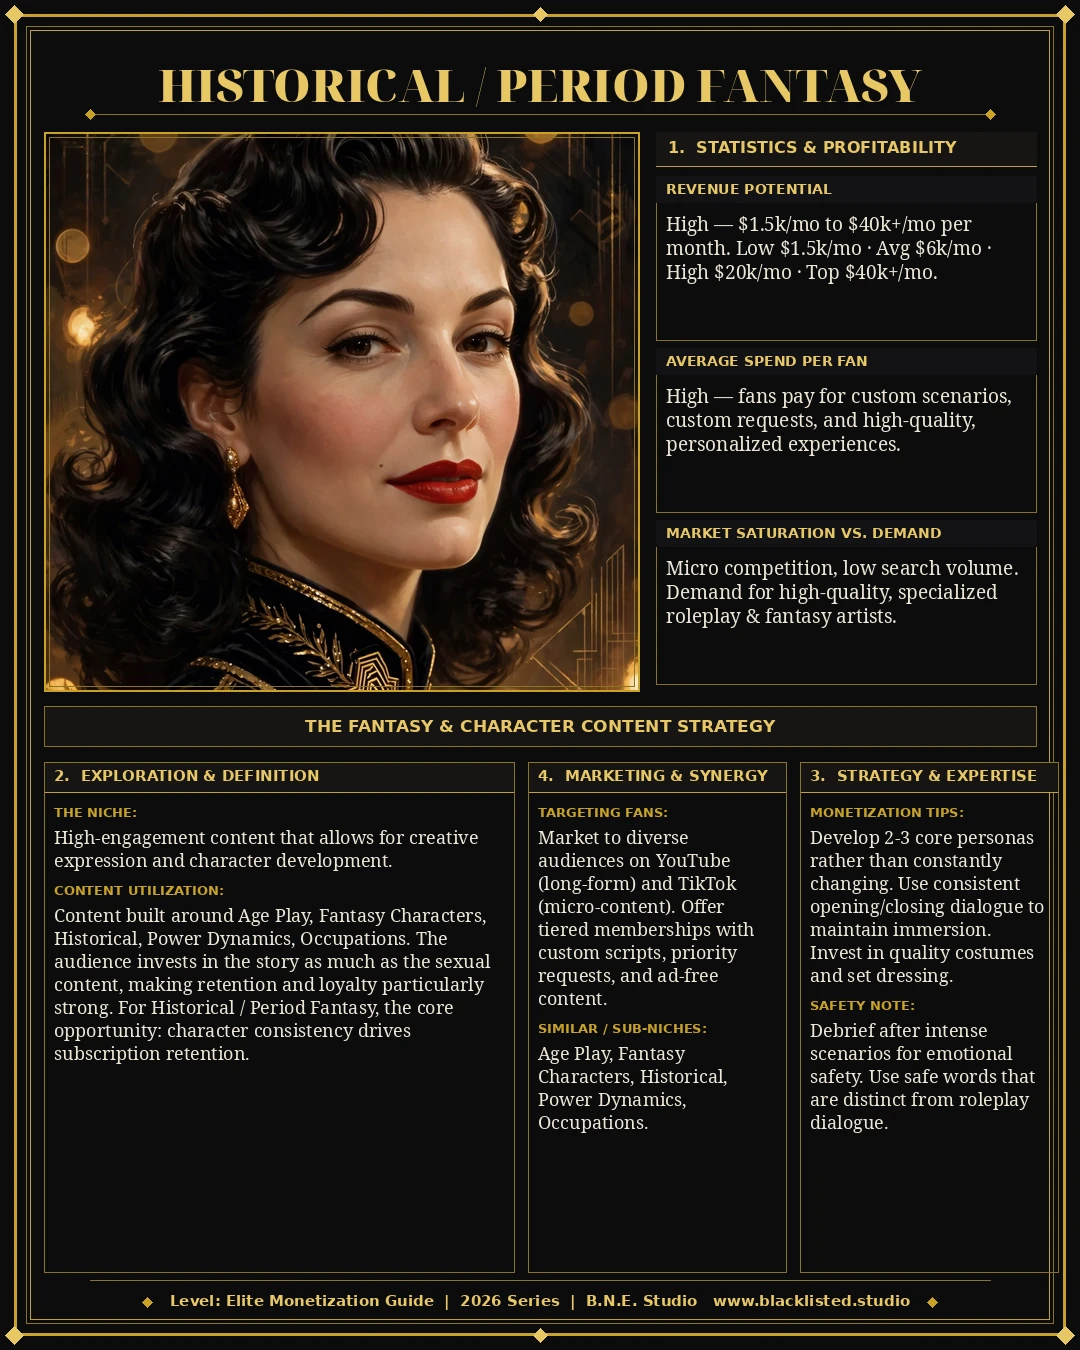 HISTORICAL / PERIOD FANTASY
1. STATISTICS & PROFITABILITY
REVENUE POTENTIAL
High — $1.5k/mo to $40k+/mo per
month. Low $1.5k/mo · Avg $6k/mo ·
High $20k/mo · Top $40k+/mo.
AVERAGE SPEND PER FAN
High — fans pay for custom scenarios,
custom requests, and high-quality,
personalized experiences.
MARKET SATURATION VS. DEMAND
Micro competition, low search volume.
Demand for high-quality, specialized
roleplay & fantasy artists.
THE FANTASY & CHARACTER CONTENT STRATEGY
2. EXPLORATION & DEFINITION
THE NICHE:
High-engagement content that allows for creative
expression and character development.
CONTENT UTILIZATION:
Content built around Age Play, Fantasy Characters,
Historical, Power Dynamics, Occupations. The
audience invests in the story as much as the sexual
content, making retention and loyalty particularly
strong. For Historical / Period Fantasy, the core
opportunity: character consistency drives
subscription retention.
4. MARKETING & SYNERGY
TARGETING FANS:
Market to diverse
audiences on YouTube
(long-form) and TikTok
(micro-content). Offer
tiered memberships with
custom scripts, priority
requests, and ad-free
content.
SIMILAR / SUB-NICHES:
Age Play, Fantasy
Characters, Historical,
Power Dynamics,
Occupations.
3. STRATEGY & EXPERTISE
MONETIZATION TIPS:
Develop 2-3 core personas
rather than constantly
changing. Use consistent
opening/closing dialogue to
maintain immersion.
Invest in quality costumes
and set dressing.
SAFETY NOTE:
Debrief after intense
scenarios for emotional
safety. Use safe words that
are distinct from roleplay
dialogue.
Level: Elite Monetization Guide | 2026 Series | B.N.E. Studio www.blacklisted.studio